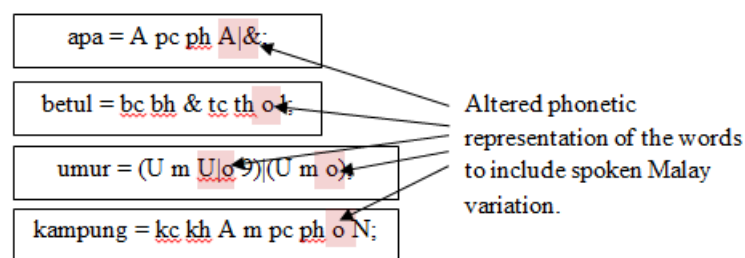 apa = A pc ph A|&;
betul = bc bh & tc th o l;
umur = (U m U|o 9)|(U m o);
kampung = kc kh A m pc ph o N;
Altered phonetic
representation of the words
to include spoken Malay
variation.